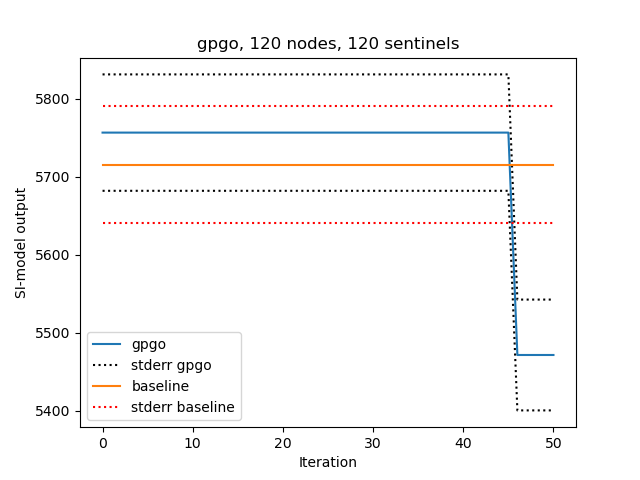 gpgo, 120 nodes, 120 sentinels
SI-model output
5800
5700
5600
5500
5400
gpgo
stderr gpgo
baseline
stderr baseline
0 10 20 30 40 50
Iteration